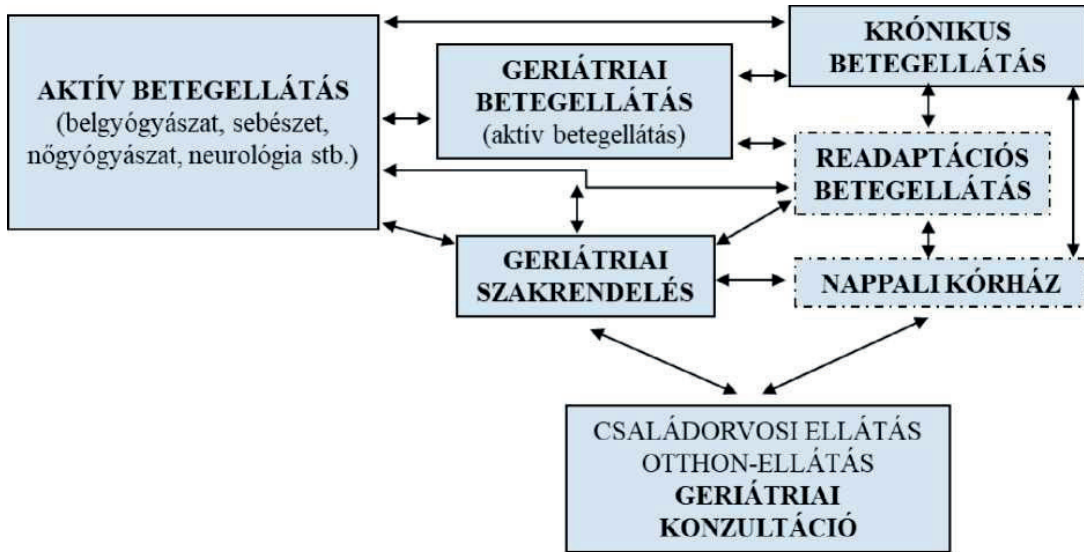 AKTÍV BETEGELLÁTÁS
(belgyógyászat, sebészet,
nőgyógyászat, neurológia stb.)
GERIÁTRIAI
BETEGELLÁTÁS
(aktív betegellátás)
KRÓNIKUS
BETEGELLÁTÁS
READAPTÁCIÓS
BETEGELLÁTÁS
GERIÁTRIAI
SZAKRENDELÉS
NAPPALI KÓRHÁZ
CSALÁDORVOSI ELLÁTÁS
OTTHON-ELLÁTÁS
GERIÁTRIAI
KONZULTÁCIÓ